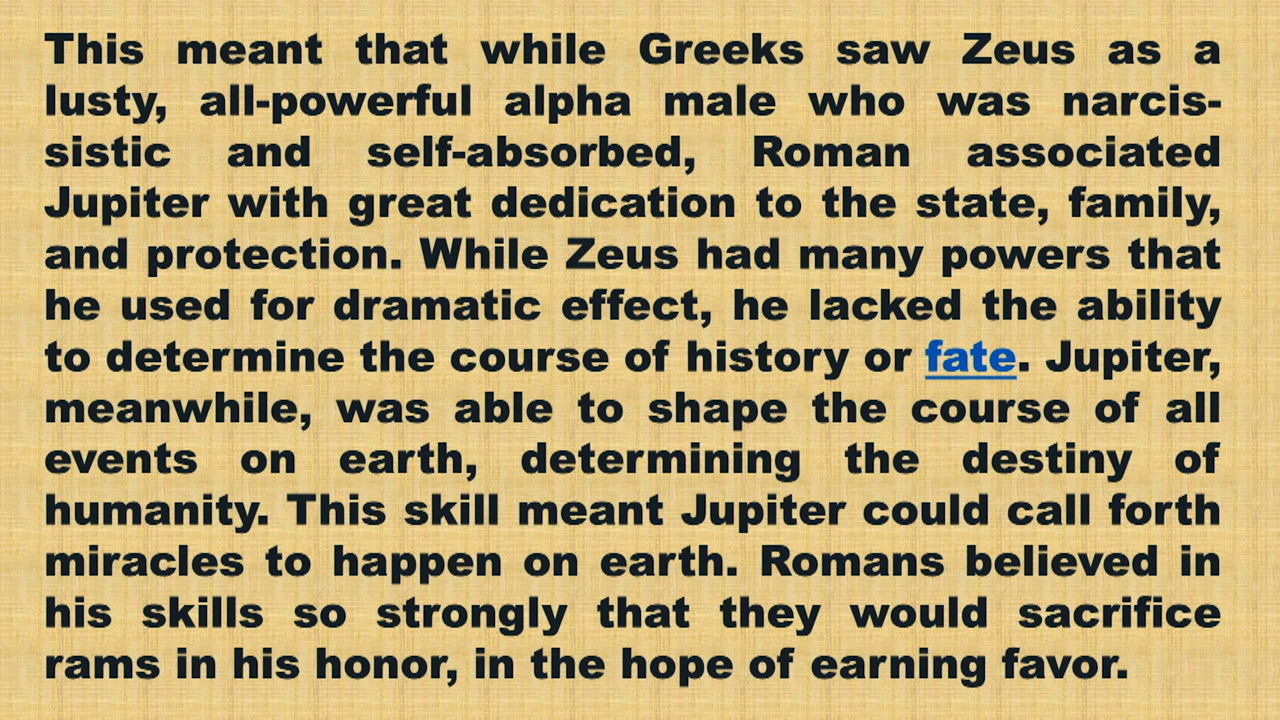 This meant that while Greeks saw Zeus as a
lusty, all-powerful alpha male who was narcis-
sistic and self-absorbed, Roman associated
Jupiter with great dedication to the state, family,
and protection. While Zeus had many powers that
he used for dramatic effect, he lacked the ability
to determine the course of history or fate. Jupiter,
meanwhile, was able to shape the course of all
events on earth, determining the destiny of
humanity. This skill meant Jupiter could call forth
miracles to happen on earth. Romans believed in
his skills so strongly that they would sacrifice
rams in his honor, in the hope of earning favor.